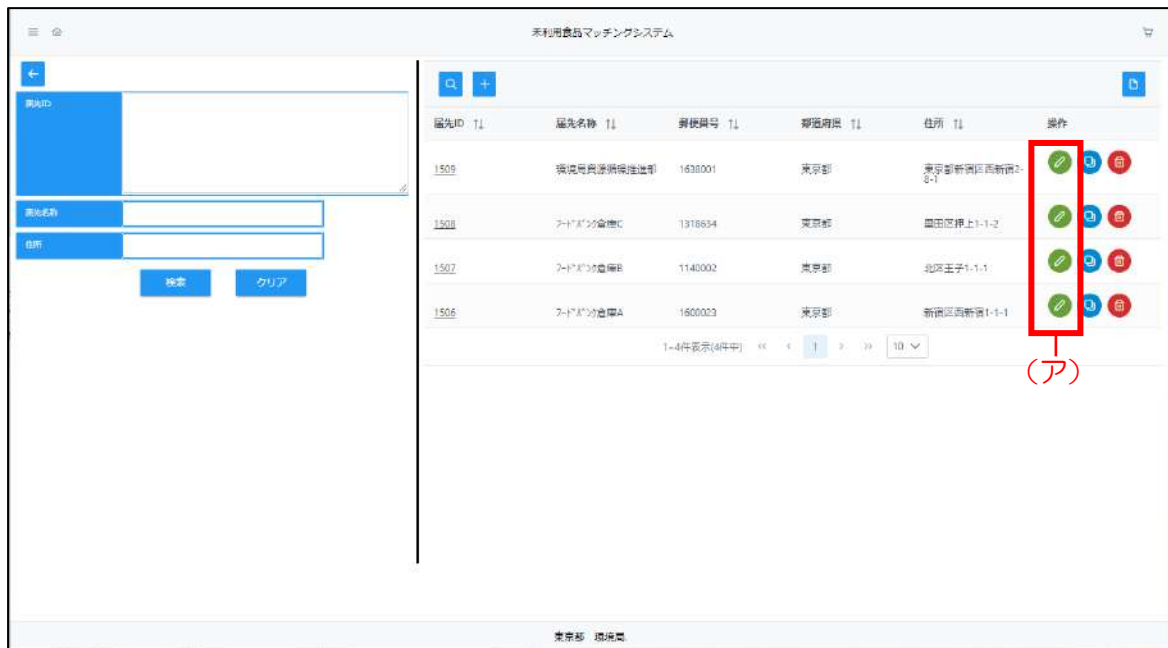 未利用食品マッチングシステム
届先ID
届先名称
住所
検索 クリア
届先ID 届先名称 郵便番号 都道府県 住所 操作
1509 環境局資源循環推進部 1638001 東京都 東京都新宿区西新宿2-8-1
1508 フードバンク倉庫C 1318654 東京都 墨田区押上1-1-2
1507 フードバンク倉庫B 1140002 東京都 北区王子1-1-1
1506 フードバンク倉庫A 1600023 東京都 新宿区西新宿1-1-1
1~4件表示(4件中) << < 1 > >> 10
(ア)
東京都 環境局